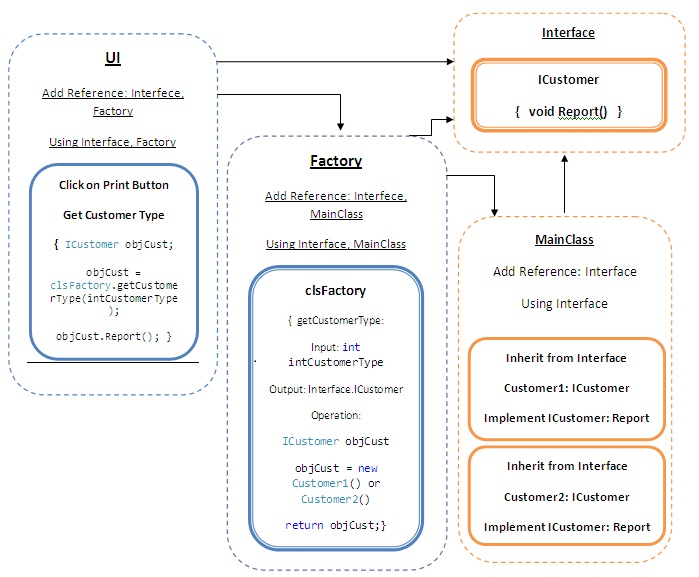 UI
Add Reference: Interfece,
Factory
Using Interface, Factory
Click on Print Button
Get Customer Type
{ ICustomer objCust;
objCust =
clsFactory.getCustome
rType(intCustomerType
);
objCust.Report(); }
Factory
Add Reference: Interfece,
MainClass
Using Interface, MainClass
clsFactory
{ getCustomerType:
Input: int
intCustomerType
Output: Interface.ICustomer
Operation:
ICustomer objCust
objCust = new
Customer1() or
Customer2()
return objCust;}
Interface
ICustomer
{ void Report() }
MainClass
Add Reference: Interface
Using Interface
Inherit from Interface
Customer1: ICustomer
Implement ICustomer: Report
Inherit from Interface
Customer2: ICustomer
Implement ICustomer: Report